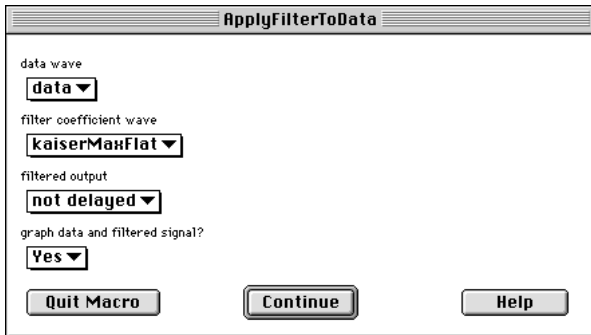 ApplyFilterToData
data wave
data
filter coefficient wave
kaiserMaxFlat
filtered output
not delayed
graph data and filtered signal?
Yes
Quit Macro Continue Help